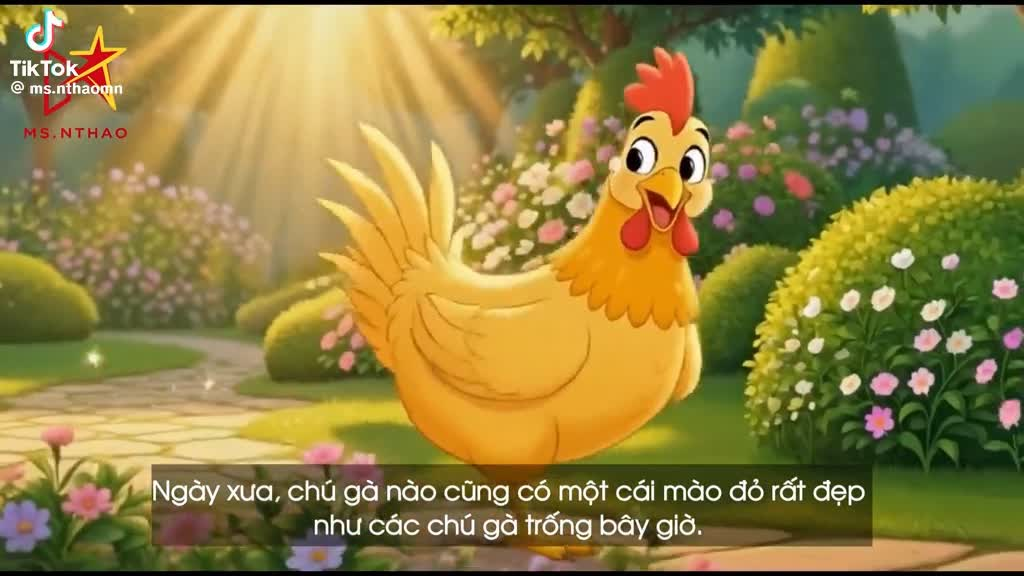 TikTok
@ ms.nthaomn
MS.NTHAO
Ngày xưa, chú gà nào cũng có một cái mào đỏ rất đẹp
như các chú gà trống bây giờ.